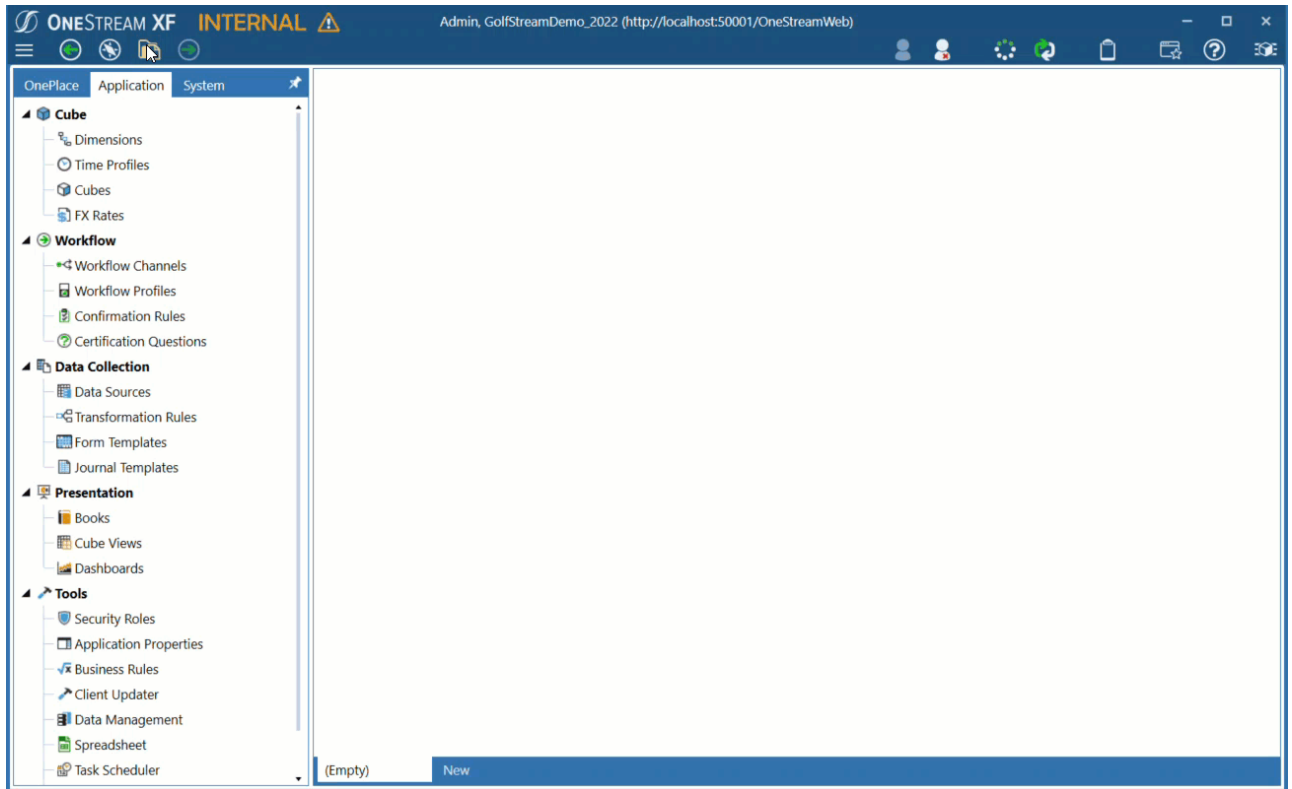 ONESTREAM XF INTERNAL
Admin, GolfStreamDemo_2022 (http://localhost:50001/OneStreamWeb)
OnePlace Application System
Cube
Dimensions
Time Profiles
Cubes
FX Rates
Workflow
Workflow Channels
Workflow Profiles
Confirmation Rules
Certification Questions
Data Collection
Data Sources
Transformation Rules
Form Templates
Journal Templates
Presentation
Books
Cube Views
Dashboards
Tools
Security Roles
Application Properties
Business Rules
Client Updater
Data Management
Spreadsheet
Task Scheduler
(Empty) New